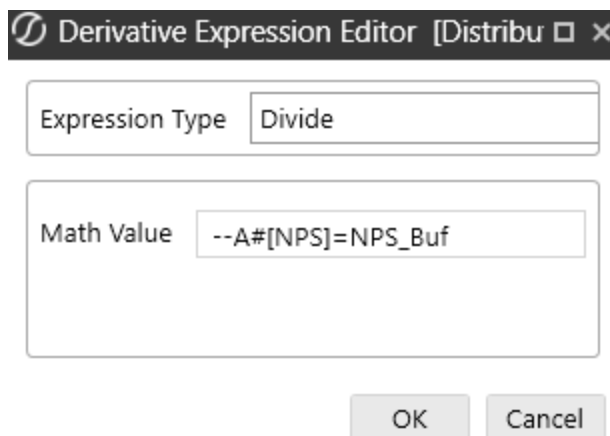 Derivative Expression Editor [Distribu
Expression Type Divide
Math Value --A#[NPS]=NPS_Buf
OK Cancel